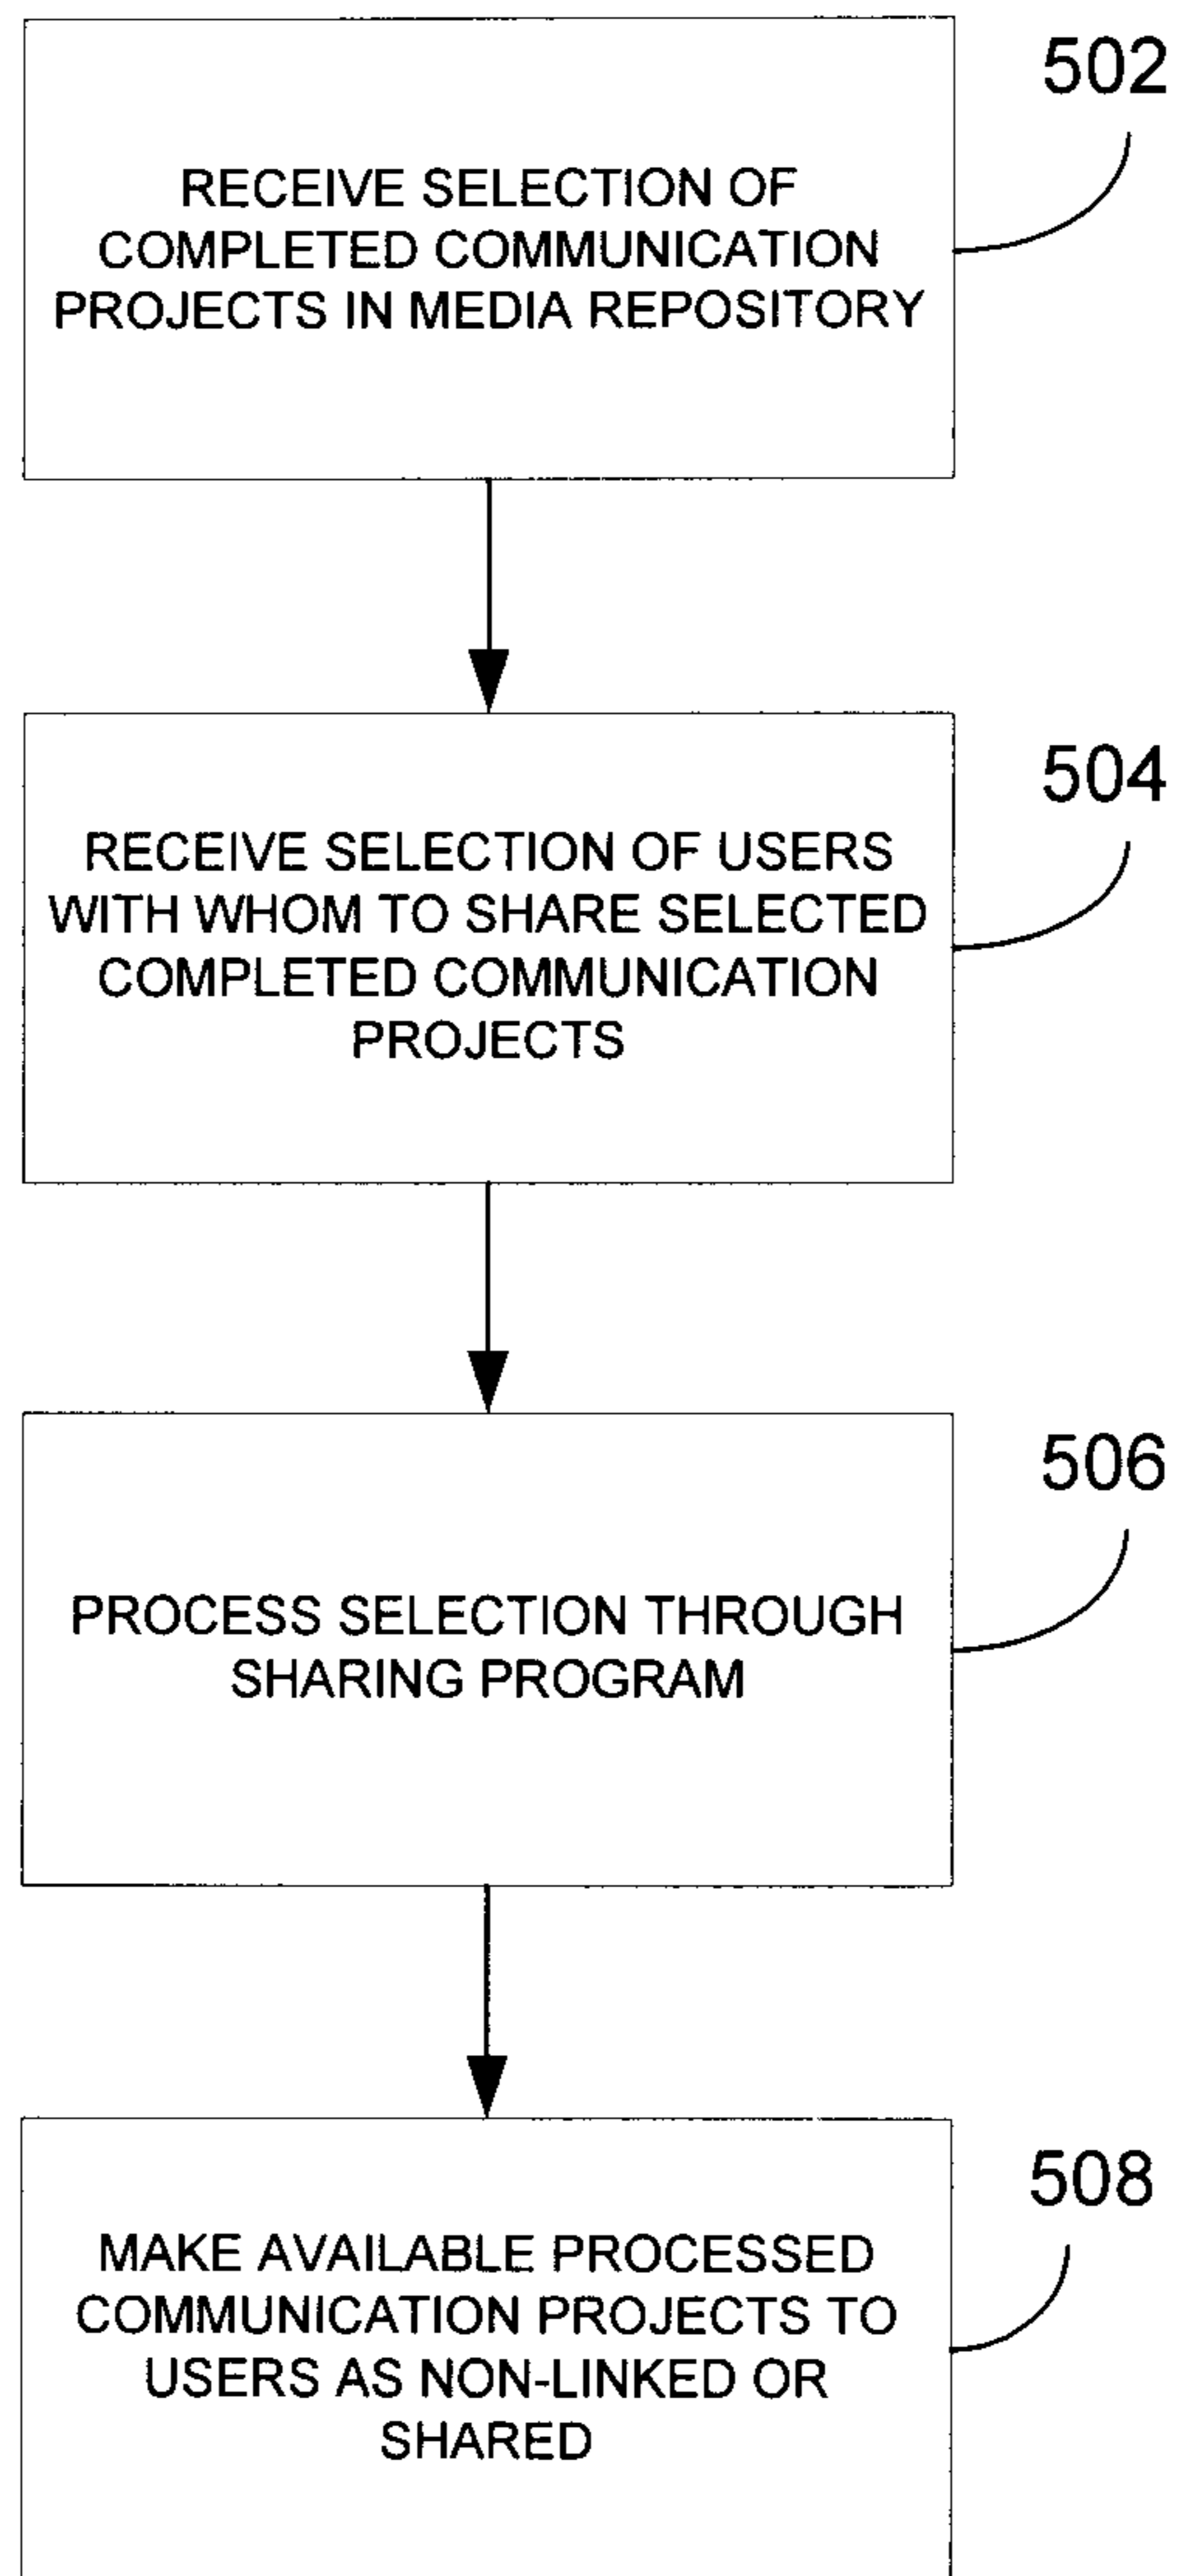 502
RECEIVE SELECTION OF
COMPLETED COMMUNICATION
PROJECTS IN MEDIA REPOSITORY
504
RECEIVE SELECTION OF USERS
WITH WHOM TO SHARE SELECTED
COMPLETED COMMUNICATION
PROJECTS
506
PROCESS SELECTION THROUGH
SHARING PROGRAM
508
MAKE AVAILABLE PROCESSED
COMMUNICATION PROJECTS TO
USERS AS NON-LINKED OR
SHARED